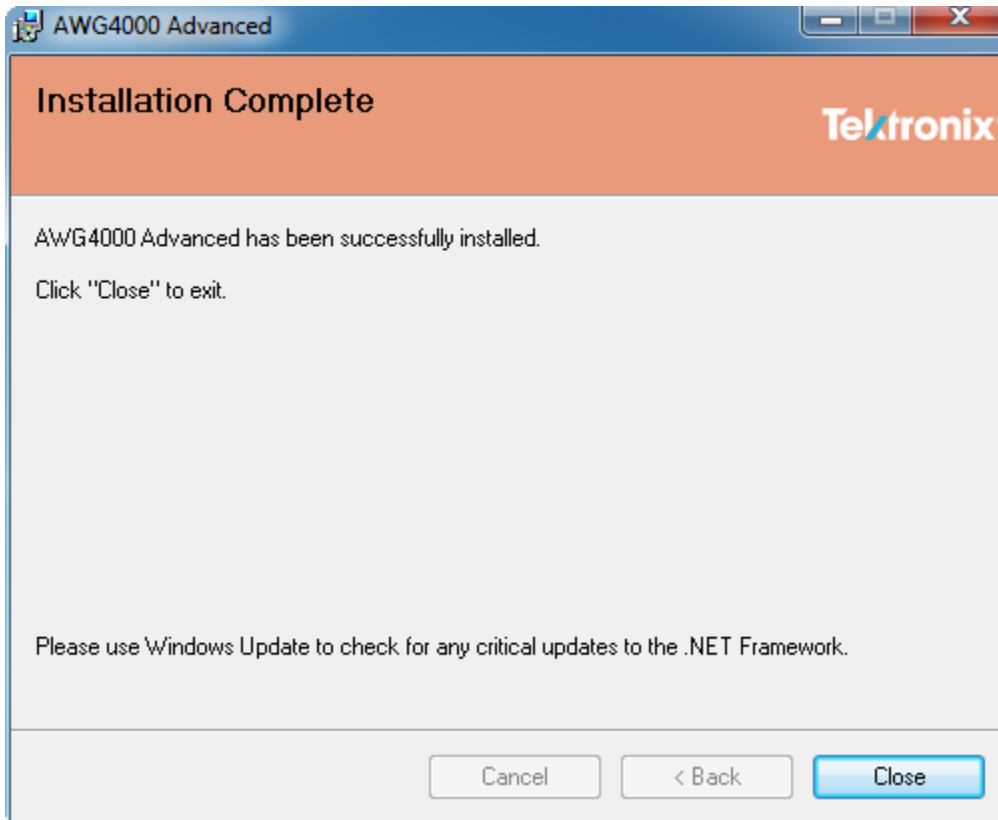 AWG4000 Advanced
Installation Complete
Tektronix
AWG4000 Advanced has been successfully installed.
Click "Close" to exit.
Please use Windows Update to check for any critical updates to the .NET Framework.
Cancel
< Back
Close